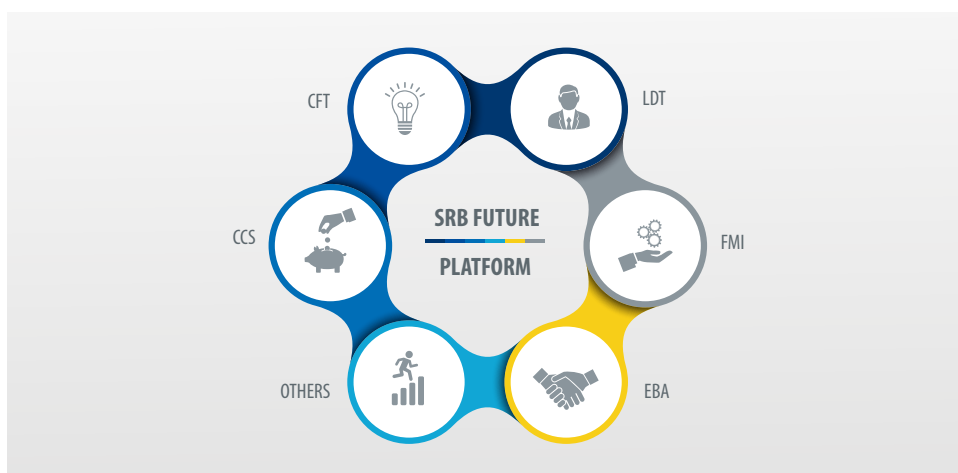 CFT
LDT
CCS
SRB FUTURE
PLATFORM
FMI
OTHERS
EBA